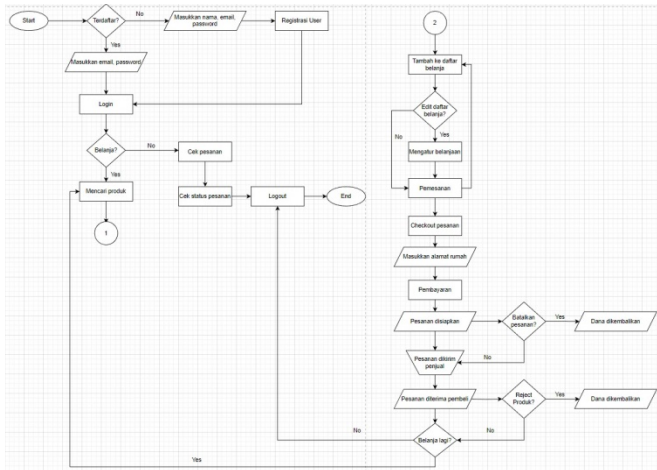 Start
Terdaftar?
No
Masukkan nama, email,
password
Registrasi User
Yes
Masukkan email, password
Login
Belanja?
No
Cek pesanan
Yes
Mencari produk
Cek status pesanan
Logout
End
1
2
Tambah ke daftar
belanja
Edit daftar
belanja?
No
Yes
Mengatur belanjaan
Pemesanan
Checkout pesanan
Masukkan alamat rumah
Pembayaran
Pesanan disiapkan
Batalkan
pesanan?
Yes
Dana dikembalikan
No
Pesanan dikirim
penjual
Pesanan diterima pembeli
Reject
Produk?
Yes
Dana dikembalikan
No
Belanja lagi?
No
Yes